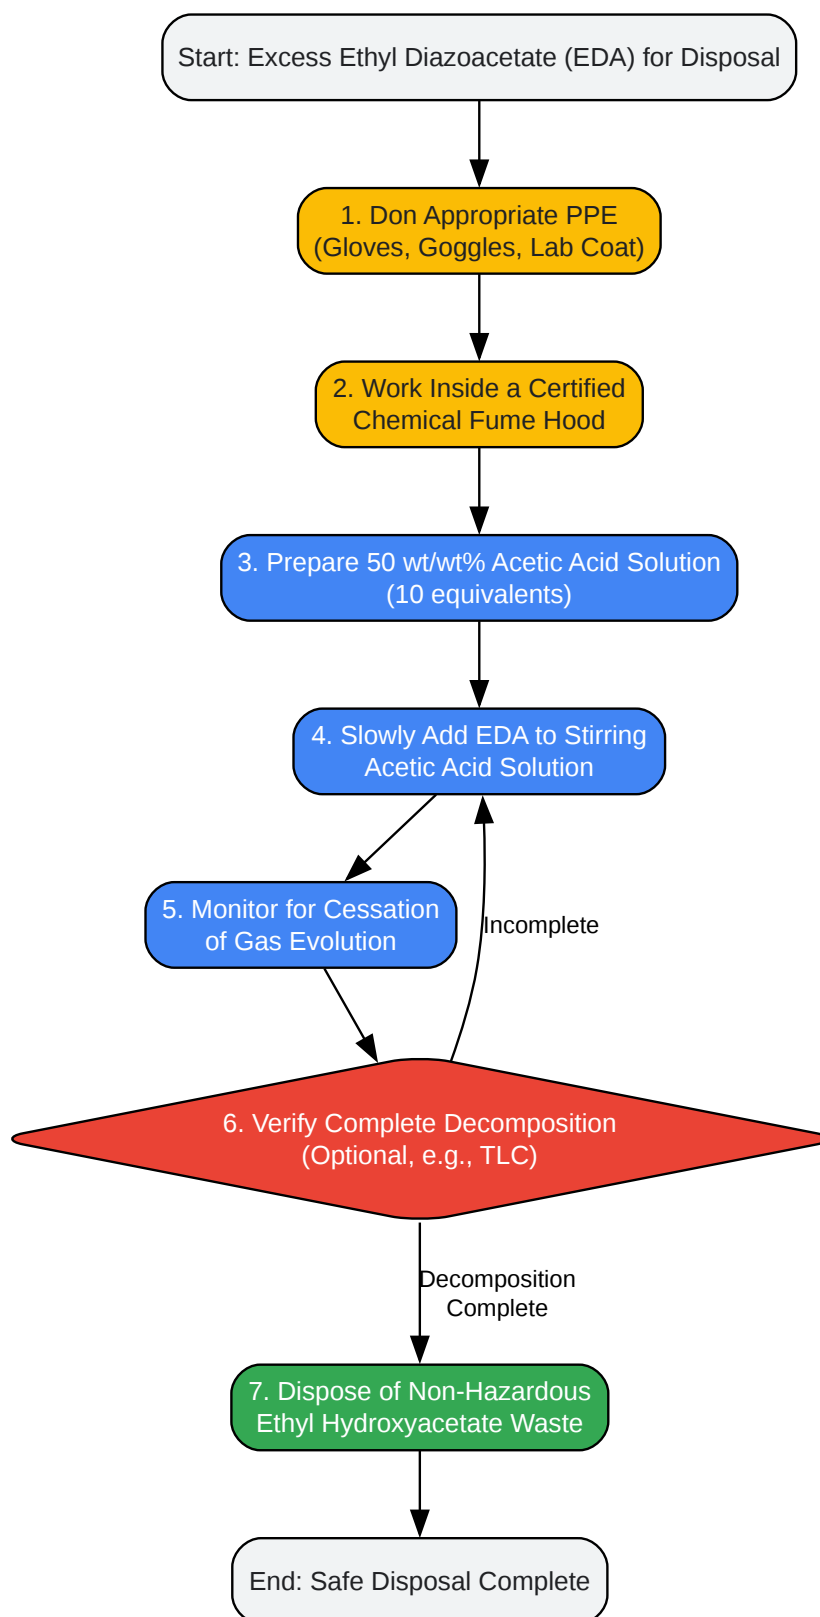 Start: Excess Ethyl Diazoacetate (EDA) for Disposal
1. Don Appropriate PPE
(Gloves, Goggles, Lab Coat)
2. Work Inside a Certified
Chemical Fume Hood
3. Prepare 50 wt/wt% Acetic Acid Solution
(10 equivalents)
4. Slowly Add EDA to Stirring
Acetic Acid Solution
5. Monitor for Cessation
of Gas Evolution
Incomplete
6. Verify Complete Decomposition
(Optional, e.g., TLC)
Decomposition
Complete
7. Dispose of Non-Hazardous
Ethyl Hydroxyacetate Waste
End: Safe Disposal Complete